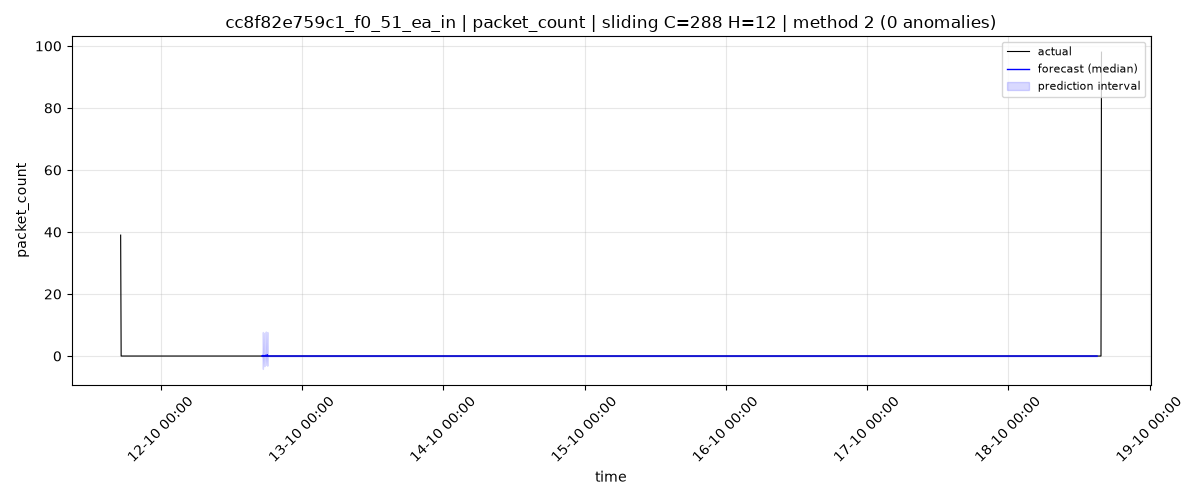 cc8f82e759c1_f0_51_ea_in | packet_count | sliding C=288 H=12 | method 2 (0 anomalies)
actual
forecast (median)
prediction interval
100
80
60
40
20
0
packet_count
12-10 00:00
13-10 00:00
14-10 00:00
15-10 00:00
16-10 00:00
17-10 00:00
18-10 00:00
19-10 00:00
time